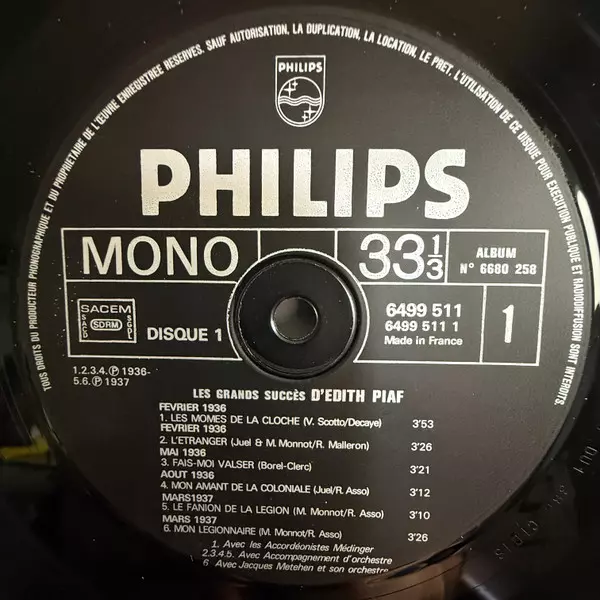 TOUS DROITS DU PRODUCTEUR PHONOGRAPHIQUE ET DU PROPRIETAIRE DE L'ŒUVRE ENREGISTREE RESERVES. SAUF AUTORISATION, LA DUPLICATION, LA LOCATION, LE PRET, L'UTILISATION DE CE DISQUE POUR EXECUTION PUBLIQUE ET RADIODIFFUSION SONT INTERDITS.
PHILIPS
PHILIPS
MONO
33 1/3
ALBUM
N° 6680 258
SACEM
SACD SDRM SGDL
DISQUE 1
6499 511
6499 511 1
Made in France
1
1.2.3.4.Ⓟ 1936-
5.6.Ⓟ 1937
LES GRANDS SUCCÈS D'EDITH PIAF
FEVRIER 1936
1. LES MOMES DE LA CLOCHE (V. Scotto/Decaye) 3'53
FEVRIER 1936
2. L'ETRANGER (Juel & M. Monnot/R. Malleron) 3'26
MAI 1936
3. FAIS-MOI VALSER (Borel-Clerc) 3'21
AOUT 1936
4. MON AMANT DE LA COLONIALE (Juel/R. Asso) 3'12
MARS1937
5. LE FANION DE LA LEGION (M. Monnot/R. Asso) 3'10
MARS 1937
6. MON LEGIONNAIRE (M. Monnot/R. Asso) 3'26
1. Avec les Accordéonistes Médinger
2.3.4.5. Avec Accompagnement d'orchestre
6 Avec Jacques Metehen et son orchestre